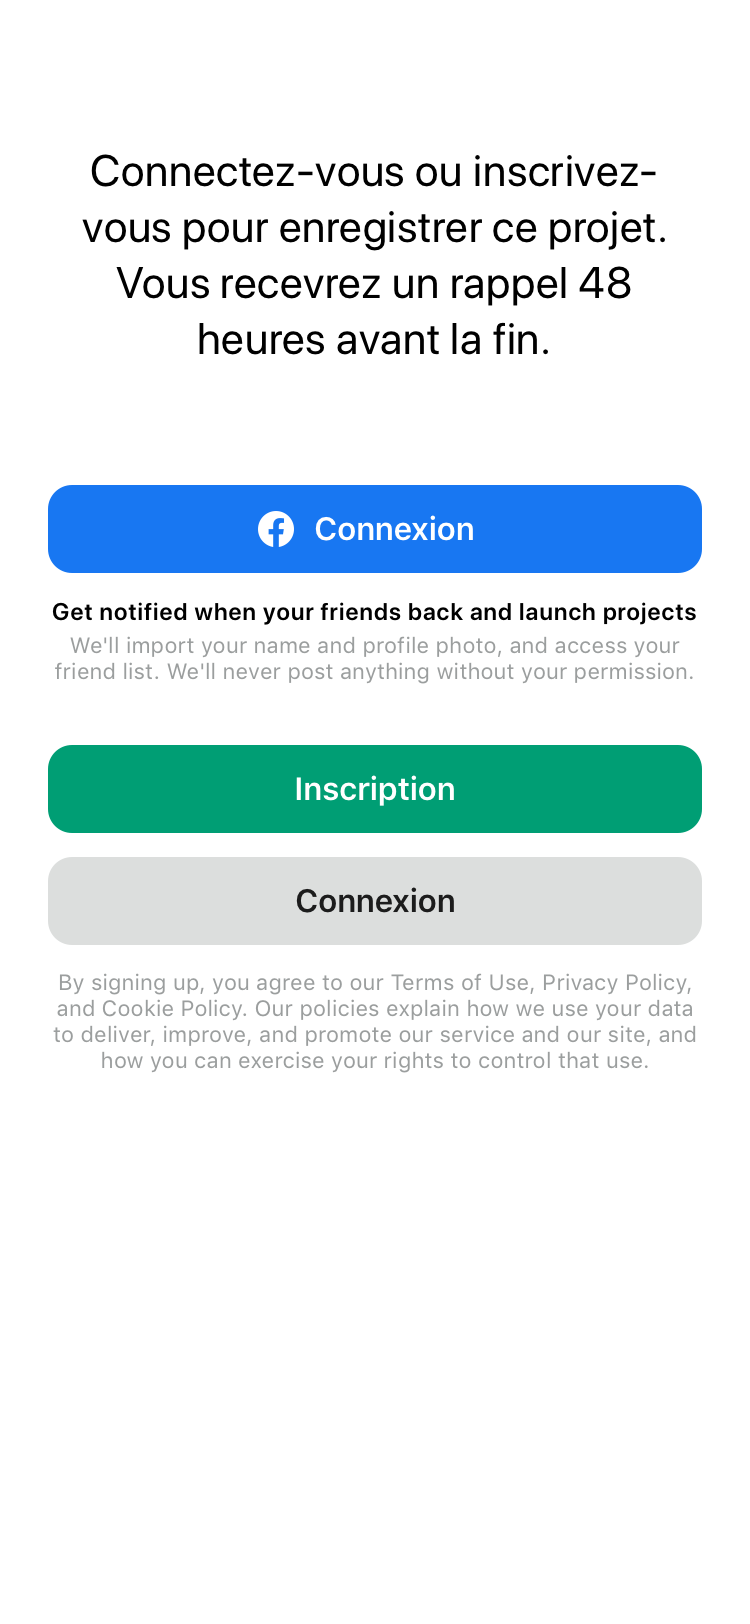 Connectez-vous ou inscrivez-
vous pour enregistrer ce projet.
Vous recevrez un rappel 48
heures avant la fin.
Connexion
Get notified when your friends back and launch projects
We'll import your name and profile photo, and access your
friend list. We'll never post anything without your permission.
Inscription
Connexion
By signing up, you agree to our Terms of Use, Privacy Policy,
and Cookie Policy. Our policies explain how we use your data
to deliver, improve, and promote our service and our site, and
how you can exercise your rights to control that use.